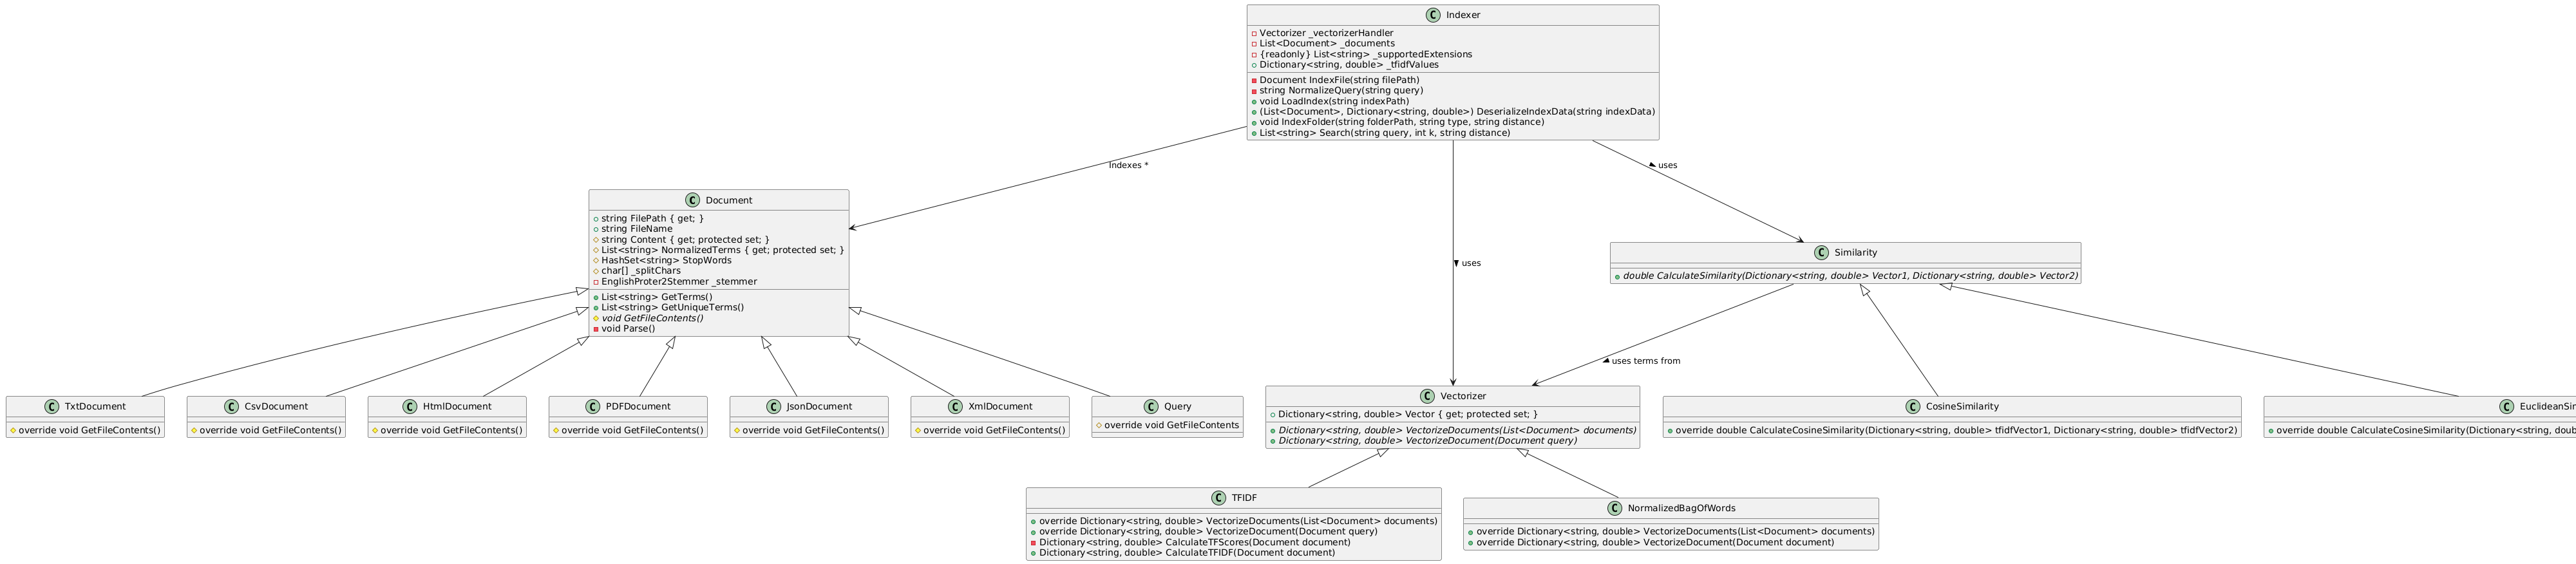 Indexer
Vectorizer _vectorizerHandler
List<Document> _documents
{readonly} List<string> _supportedExtensions
Dictionary<string, double> _tfidfValues
Document IndexFile(string filePath)
string NormalizeQuery(string query)
void LoadIndex(string indexPath)
(List<Document>, Dictionary<string, double>) DeserializeIndexData(string indexData)
void IndexFolder(string folderPath, string type, string distance)
List<string> Search(string query, int k, string distance)
Indexes *
uses
Document
string FilePath { get; }
string FileName
string Content { get; protected set; }
List<string> NormalizedTerms { get; protected set; }
HashSet<string> StopWords
char[] _splitChars
EnglishProter2Stemmer _stemmer
List<string> GetTerms()
List<string> GetUniqueTerms()
void GetFileContents()
void Parse()
uses
Similarity
double CalculateSimilarity(Dictionary<string, double> Vector1, Dictionary<string, double> Vector2)
uses terms from
TxtDocument
override void GetFileContents()
CsvDocument
override void GetFileContents()
HtmlDocument
override void GetFileContents()
PDFDocument
override void GetFileContents()
JsonDocument
override void GetFileContents()
XmlDocument
override void GetFileContents()
Query
override void GetFileContents
Vectorizer
Dictionary<string, double> Vector { get; protected set; }
Dictionary<string, double> VectorizeDocuments(List<Document> documents)
Dictionary<string, double> VectorizeDocument(Document query)
CosineSimilarity
override double CalculateCosineSimilarity(Dictionary<string, double> tfidfVector1, Dictionary<string, double> tfidfVector2)
EuclideanSir
override double CalculateCosineSimilarity(Dictionary<string, doub
TFIDF
override Dictionary<string, double> VectorizeDocuments(List<Document> documents)
override Dictionary<string, double> VectorizeDocument(Document query)
Dictionary<string, double> CalculateTFScores(Document document)
Dictionary<string, double> CalculateTFIDF(Document document)
NormalizedBagOfWords
override Dictionary<string, double> VectorizeDocuments(List<Document> documents)
override Dictionary<string, double> VectorizeDocument(Document document)